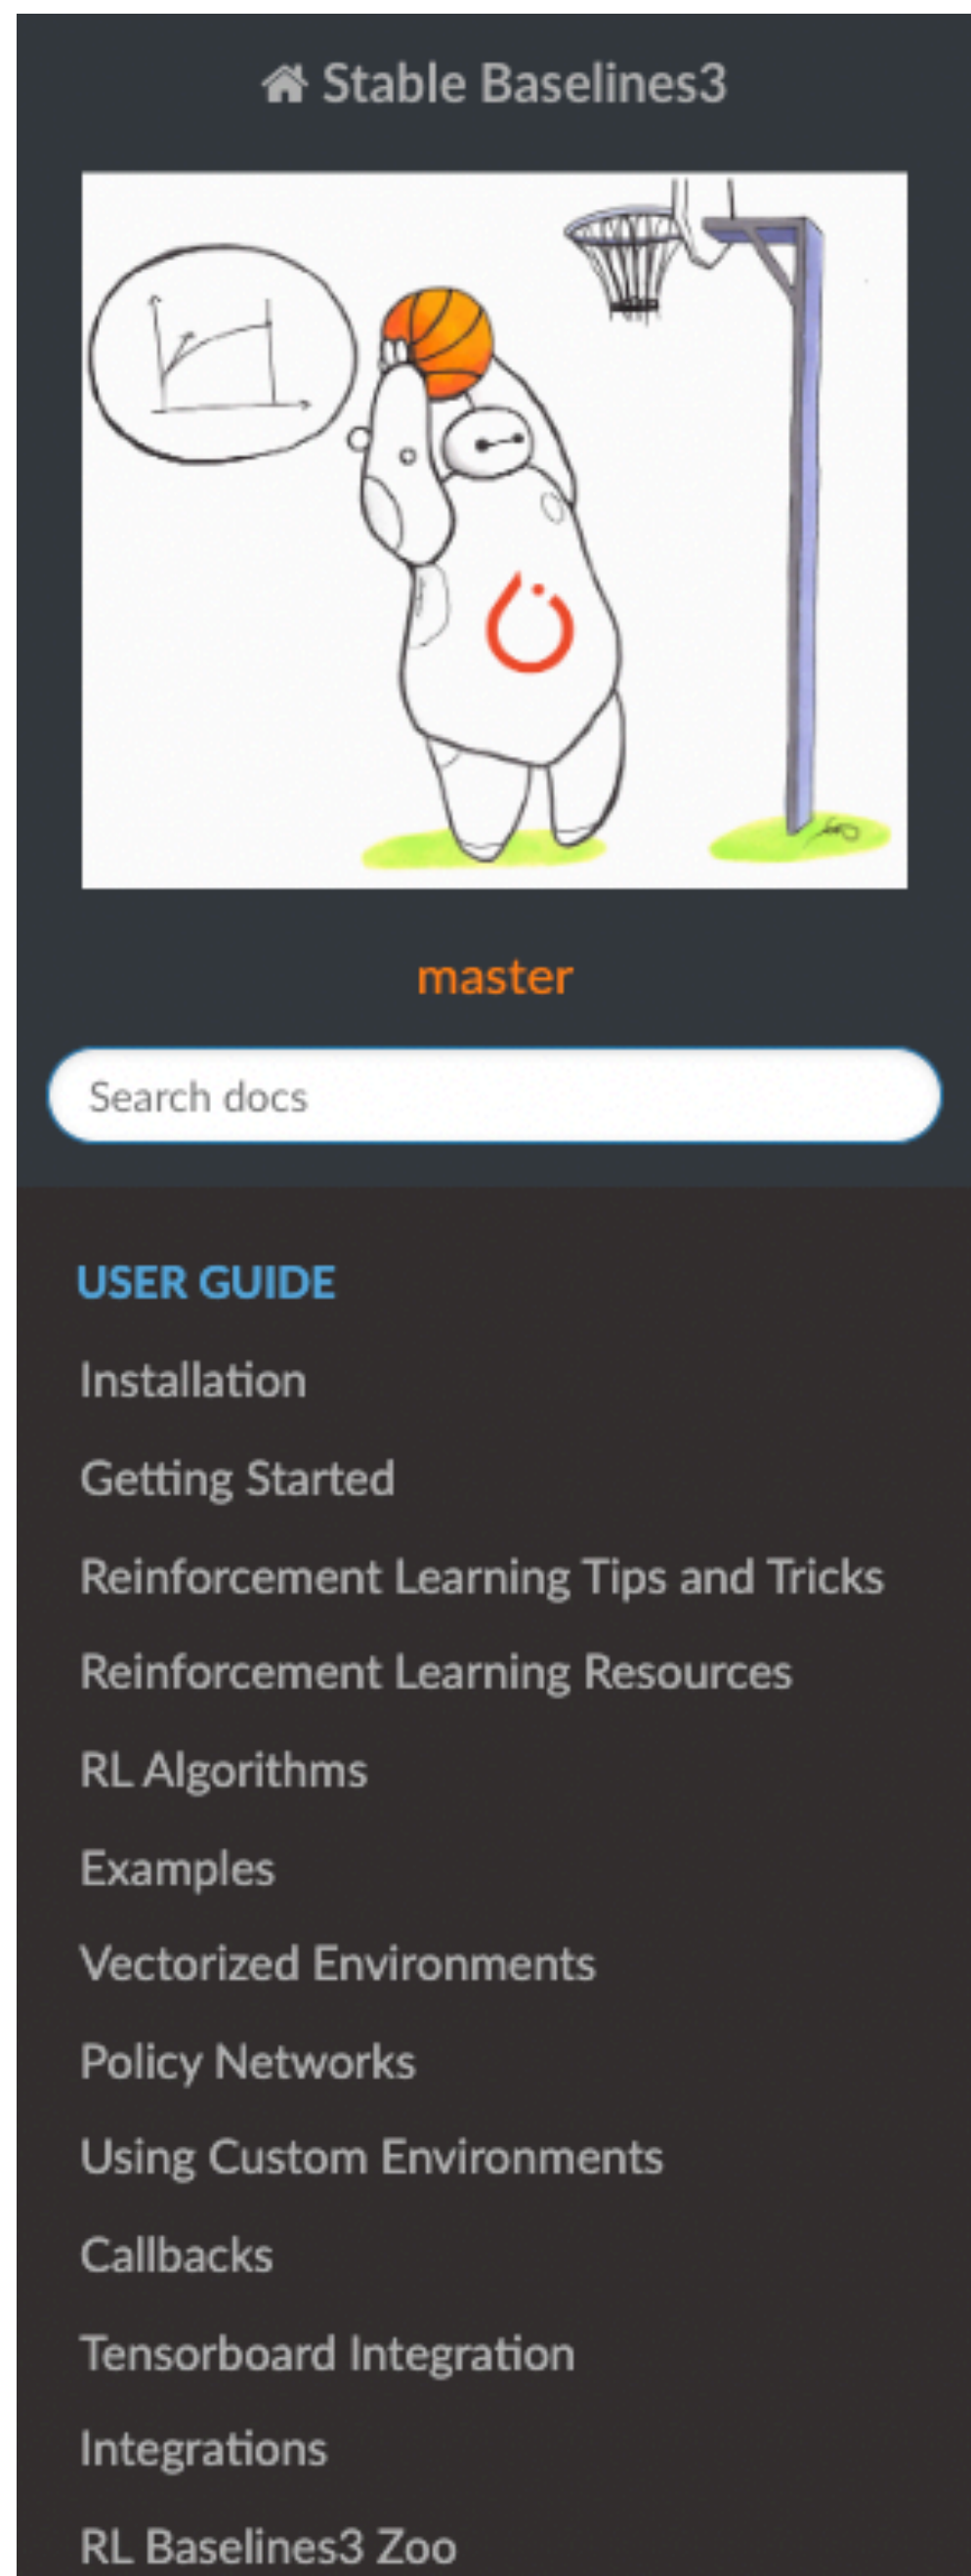 Stable Baselines3
master
Search docs
USER GUIDE
Installation
Getting Started
Reinforcement Learning Tips and Tricks
Reinforcement Learning Resources
RL Algorithms
Examples
Vectorized Environments
Policy Networks
Using Custom Environments
Callbacks
Tensorboard Integration
Integrations
RL Baselines3 Zoo